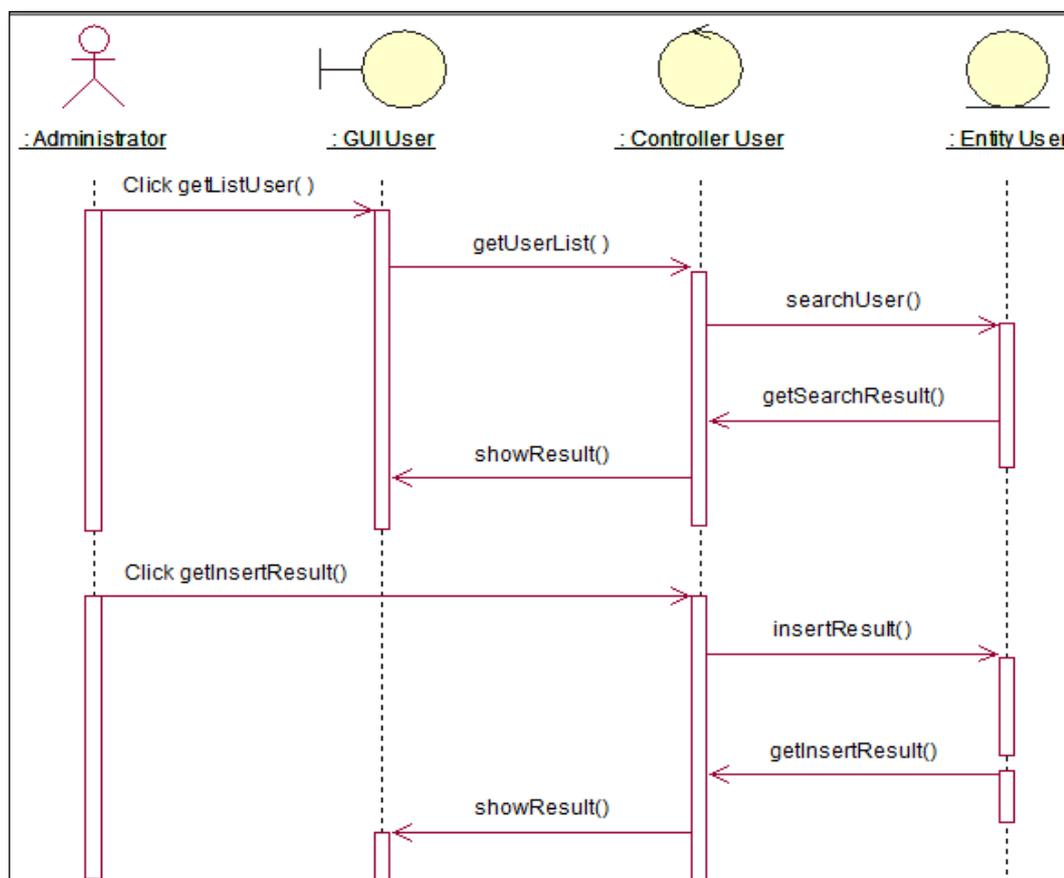 : Administrator
: GUI User
: Controller User
: Entity User
Click getListUser( )
getUserList( )
searchUser()
getSearchResult()
showResult()
Click getInsertResult()
insertResult()
getInsertResult()
showResult()